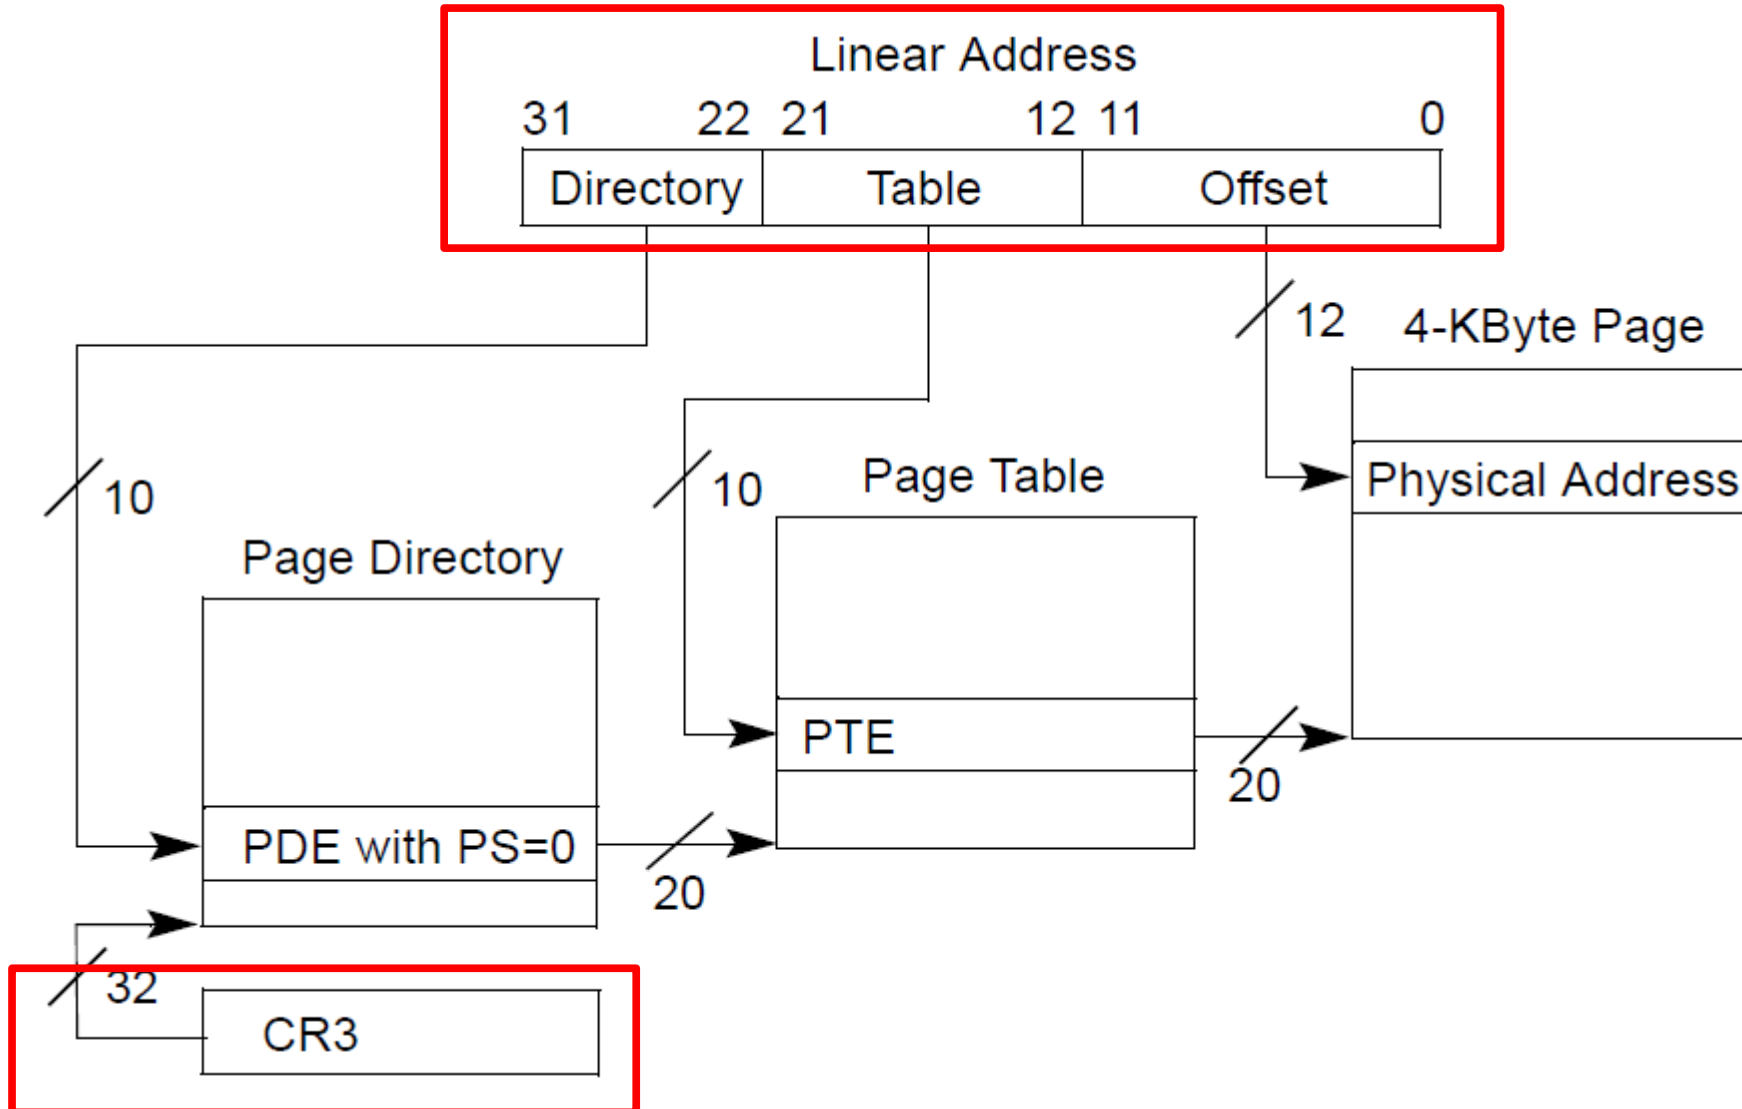 Linear Address
31 22 21 12 11 0
Directory Table Offset
12
4-KByte Page
Physical Address
10
10
Page Table
Page Directory
PTE
20
PDE with PS=0
20
32
CR3